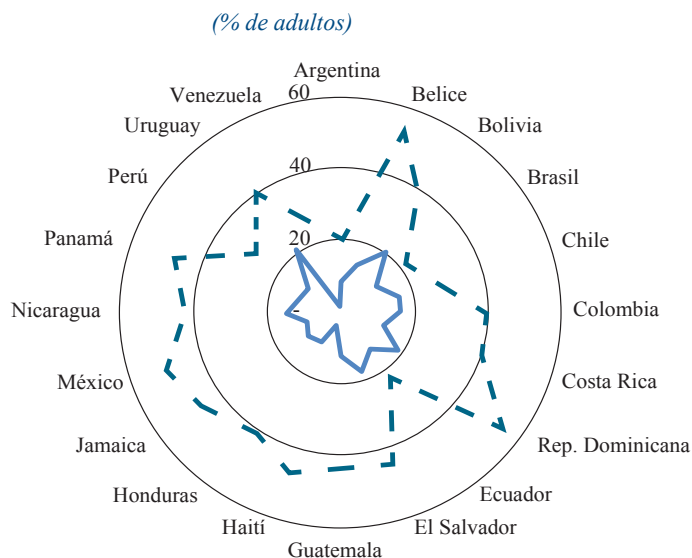 (% de adultos)
Argentina
60
Venezuela
Belice
Uruguay
Bolivia
Perú
40
Brasil
Panamá
20
Chile
Nicaragua
-
Colombia
México
Costa Rica
Jamaica
Rep. Dominicana
Honduras
Ecuador
Haití
El Salvador
Guatemala